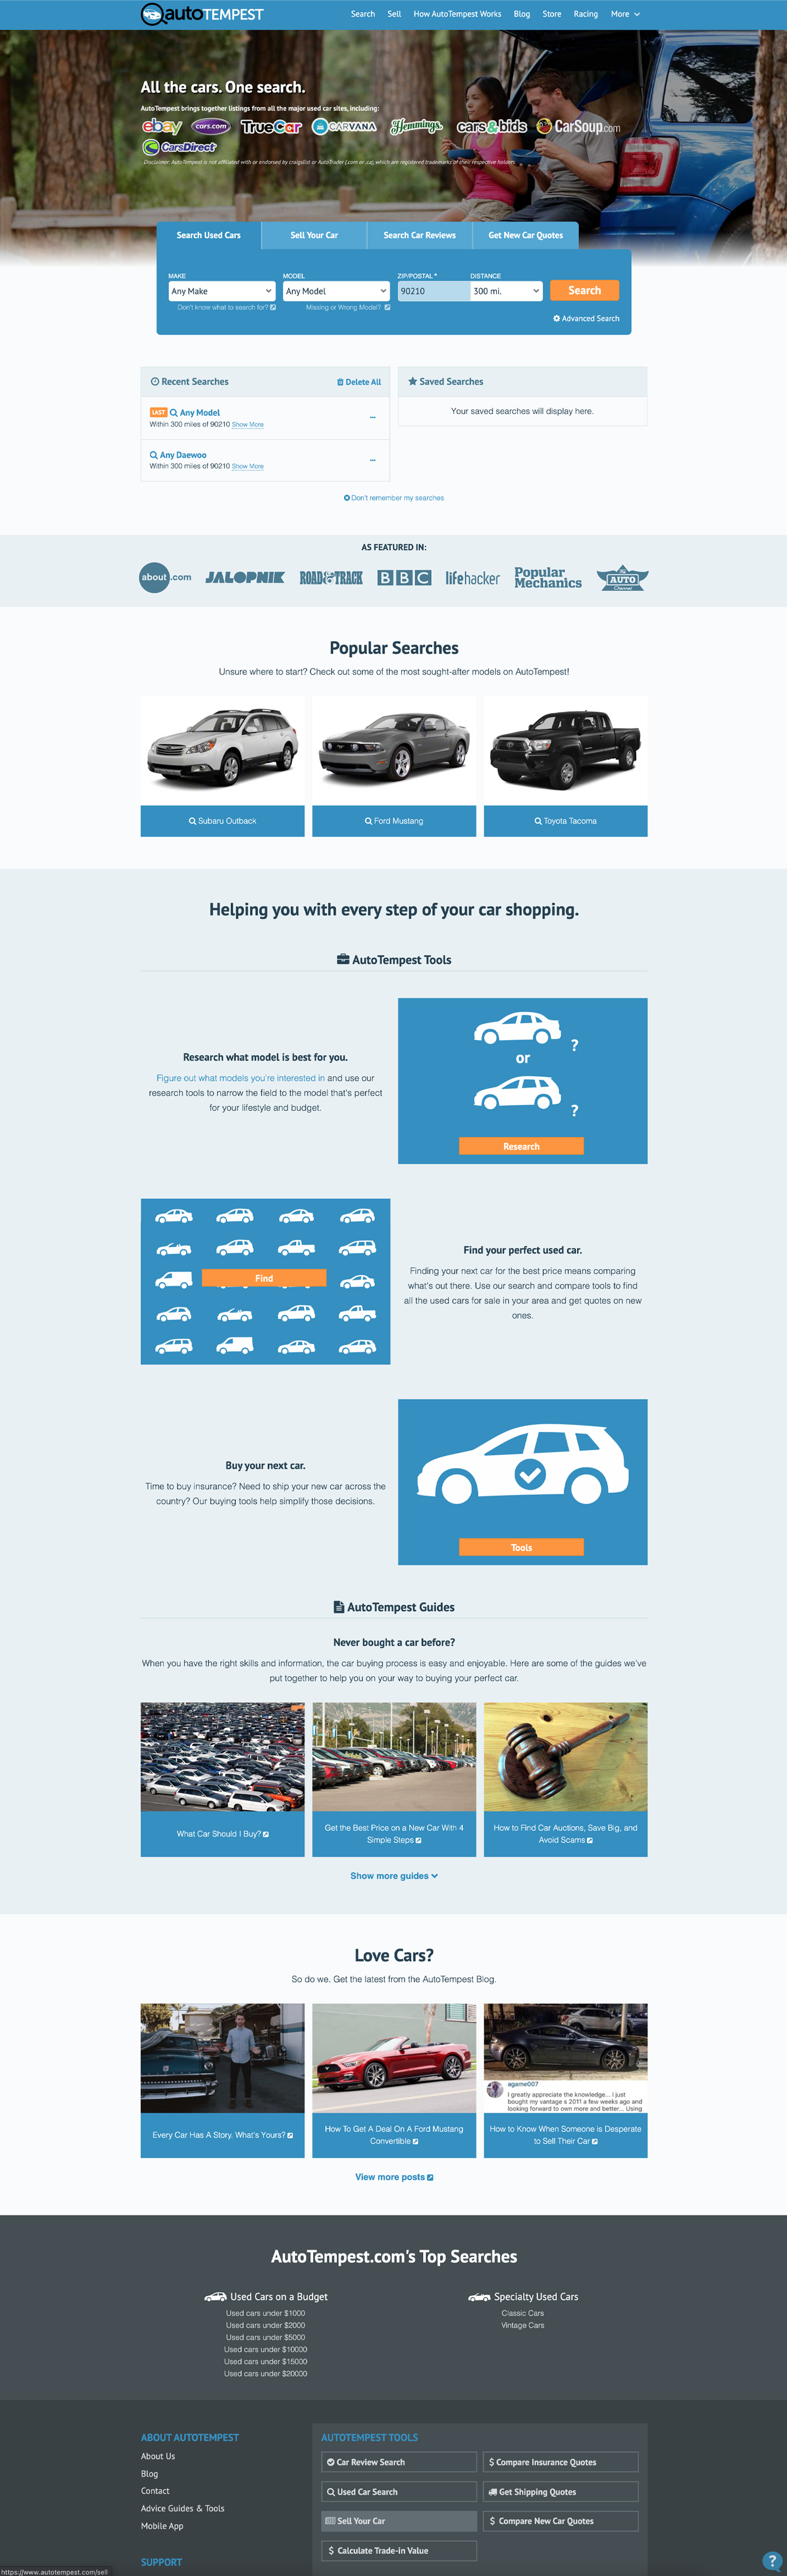 autoTEMPEST
Search Sell How AutoTempest Works Blog Store Racing More
All the cars. One search.
AutoTempest brings together listings from all the major used car sites, including:
ebay cars.com TrueCar CARVANA Hemmings cars&bids CarSoup.com
CarsDirect
Disclaimer: AutoTempest is not affiliated with or endorsed by craigslist or AutoTrader (.com or .ca), which are registered trademarks of their respective holders.
Search Used Cars Sell Your Car Search Car Reviews Get New Car Quotes
MAKE MODEL ZIP/POSTAL* DISTANCE
Any Make Any Model 90210 300 mi. Search
Don't know what to search for? Missing or Wrong Model?
Advanced Search
Recent Searches Delete All
LAST Any Model ...
Within 300 miles of 90210 Show More
Any Daewoo ...
Within 300 miles of 90210 Show More
Saved Searches
Your saved searches will display here.
Don't remember my searches
AS FEATURED IN:
about.com JALOPNIK ROAD & TRACK BBC lifehacker Popular Mechanics The AUTO Channel
Popular Searches
Unsure where to start? Check out some of the most sought-after models on AutoTempest!
Subaru Outback Ford Mustang Toyota Tacoma
Helping you with every step of your car shopping.
AutoTempest Tools
Research what model is best for you.
Figure out what models you're interested in and use our
research tools to narrow the field to the model that's perfect
for your lifestyle and budget.
?
or
?
Research
Find
Find your perfect used car.
Finding your next car for the best price means comparing
what's out there. Use our search and compare tools to find
all the used cars for sale in your area and get quotes on new
ones.
Buy your next car.
Time to buy insurance? Need to ship your new car across the
country? Our buying tools help simplify those decisions.
Tools
AutoTempest Guides
Never bought a car before?
When you have the right skills and information, the car buying process is easy and enjoyable. Here are some of the guides we've
put together to help you on your way to buying your perfect car.
What Car Should I Buy?
Get the Best Price on a New Car With 4
Simple Steps
How to Find Car Auctions, Save Big, and
Avoid Scams
Show more guides
Love Cars?
So do we. Get the latest from the AutoTempest Blog.
agame007
I greatly appreciate the knowledge... I just
bought my vantage s 2011 a few weeks ago and
looking forward to own more and better... Using
Every Car Has A Story. What's Yours?
How To Get A Deal On A Ford Mustang
Convertible
How to Know When Someone is Desperate
to Sell Their Car
View more posts
AutoTempest.com's Top Searches
Used Cars on a Budget
Used cars under $1000
Used cars under $2000
Used cars under $5000
Used cars under $10000
Used cars under $15000
Used cars under $20000
Specialty Used Cars
Classic Cars
Vintage Cars
ABOUT AUTOTEMPEST
About Us
Blog
Contact
Advice Guides & Tools
Mobile App
SUPPORT
AUTOTEMPEST TOOLS
Car Review Search $ Compare Insurance Quotes
Used Car Search Get Shipping Quotes
Sell Your Car $ Compare New Car Quotes
$ Calculate Trade-in Value
?
https://www.autotempest.com/sell